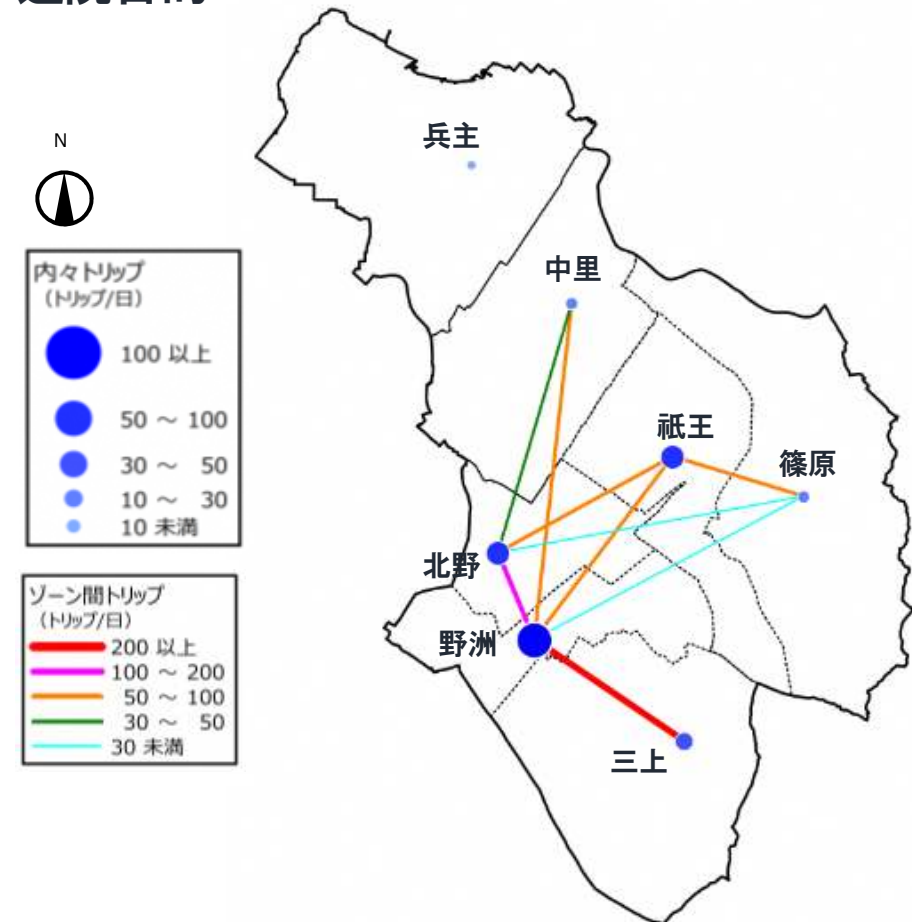 兵主
N
中里
内々トリップ
（トリップ/日）
100 以上
50 ～ 100
30 ～ 50
10 ～ 30
10 未満
祇王
篠原
北野
野洲
三上
ゾーン間トリップ
（トリップ/日）
200 以上
100 ～ 200
50 ～ 100
30 ～ 50
30 未満